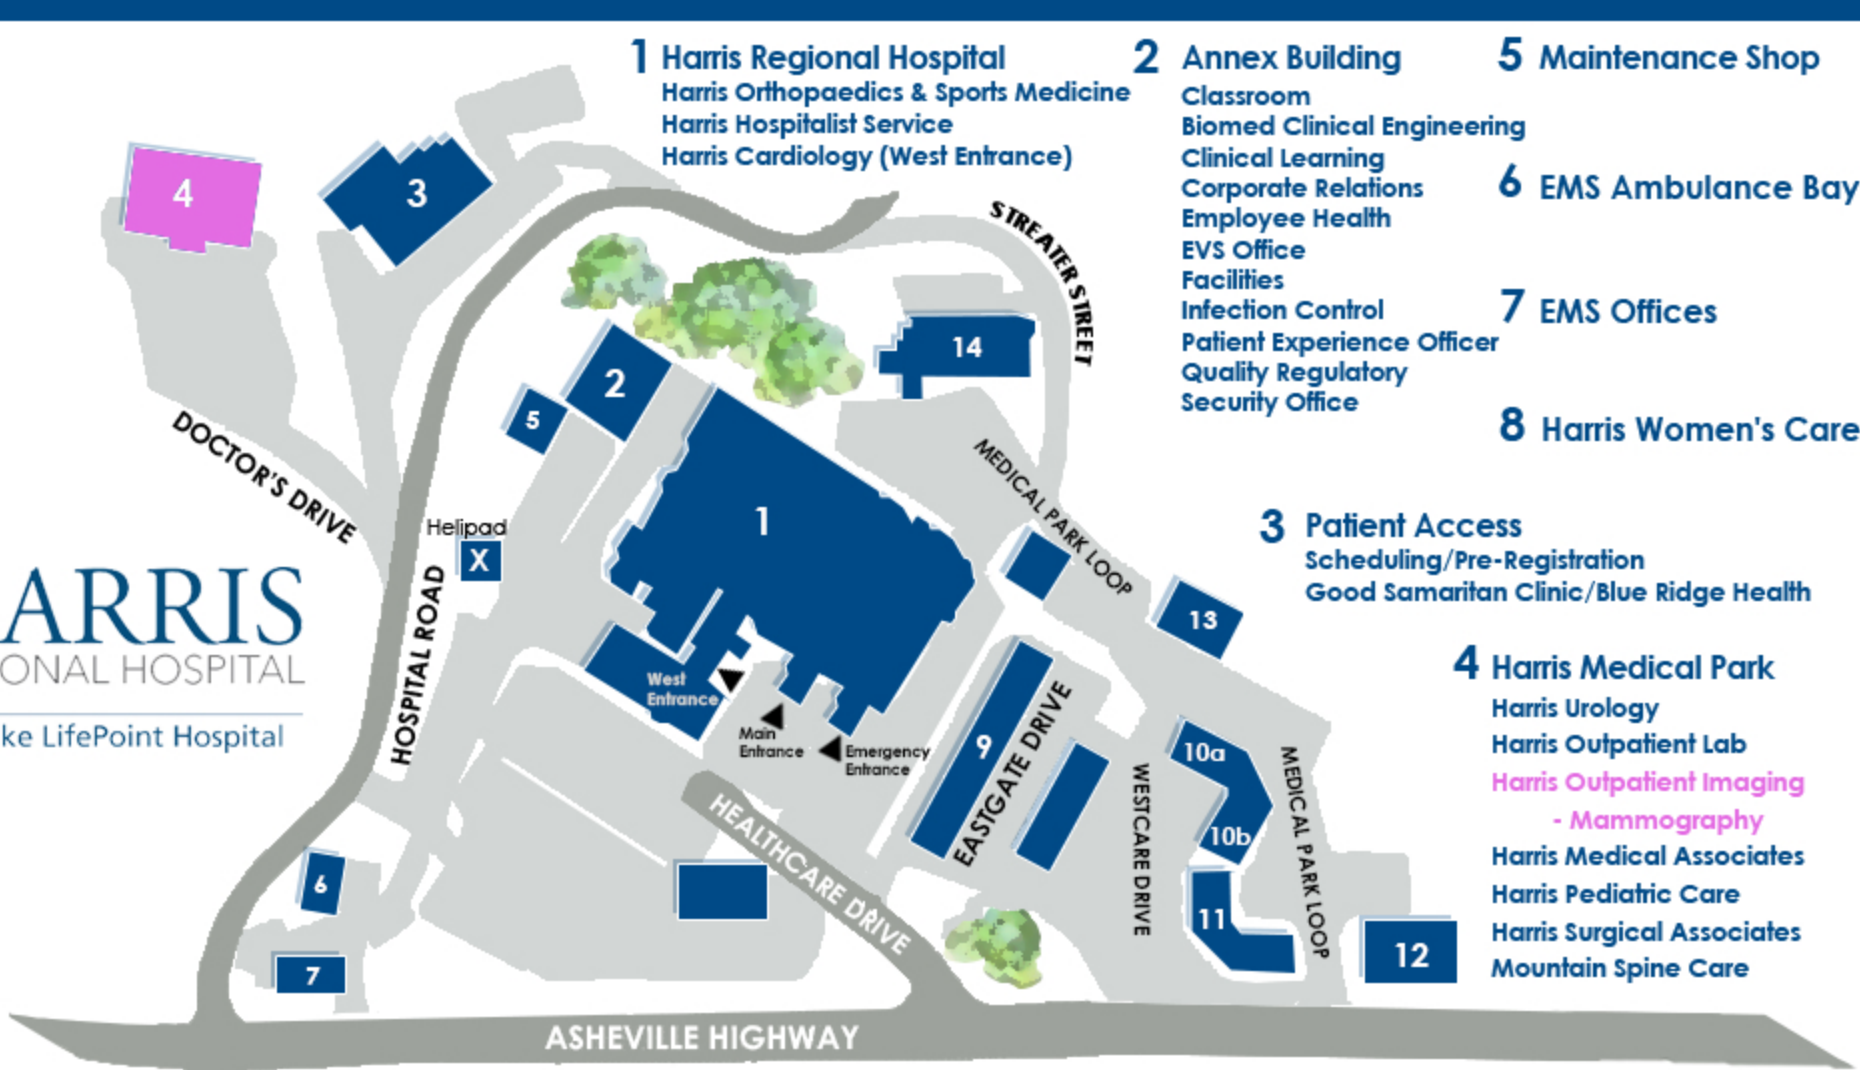 1 Harris Regional Hospital
Harris Orthopaedics & Sports Medicine
Harris Hospitalist Service
Harris Cardiology (West Entrance)
2 Annex Building
Classroom
Biomed Clinical Engineering
Clinical Learning
Corporate Relations
Employee Health
EVS Office
Facilities
Infection Control
Patient Experience Officer
Quality Regulatory
Security Office
5 Maintenance Shop
6 EMS Ambulance Bay
7 EMS Offices
8 Harris Women's Care
3 Patient Access
Scheduling/Pre-Registration
Good Samaritan Clinic/Blue Ridge Health
4 Harris Medical Park
Harris Urology
Harris Outpatient Lab
Harris Outpatient Imaging
- Mammography
Harris Medical Associates
Harris Pediatric Care
Harris Surgical Associates
Mountain Spine Care
4
3
STREATER STREET
14
2
5
DOCTOR'S DRIVE
MEDICAL PARK LOOP
1
Helipad
X
HOSPITAL ROAD
ARRIS
ONAL HOSPITAL
ke LifePoint Hospital
13
West
Entrance
Main
Entrance
Emergency
Entrance
9
EASTGATE DRIVE
WESTCARE DRIVE
10a
10b
MEDICAL PARK LOOP
HEALTHCARE DRIVE
6
11
12
7
ASHEVILLE HIGHWAY